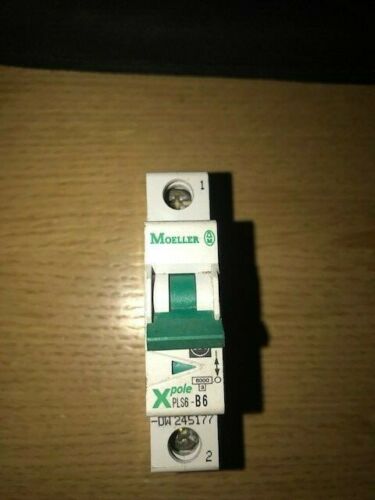 1
MOELLER
6000
3
Xpole
PLS6-B6
-DW 245177
2